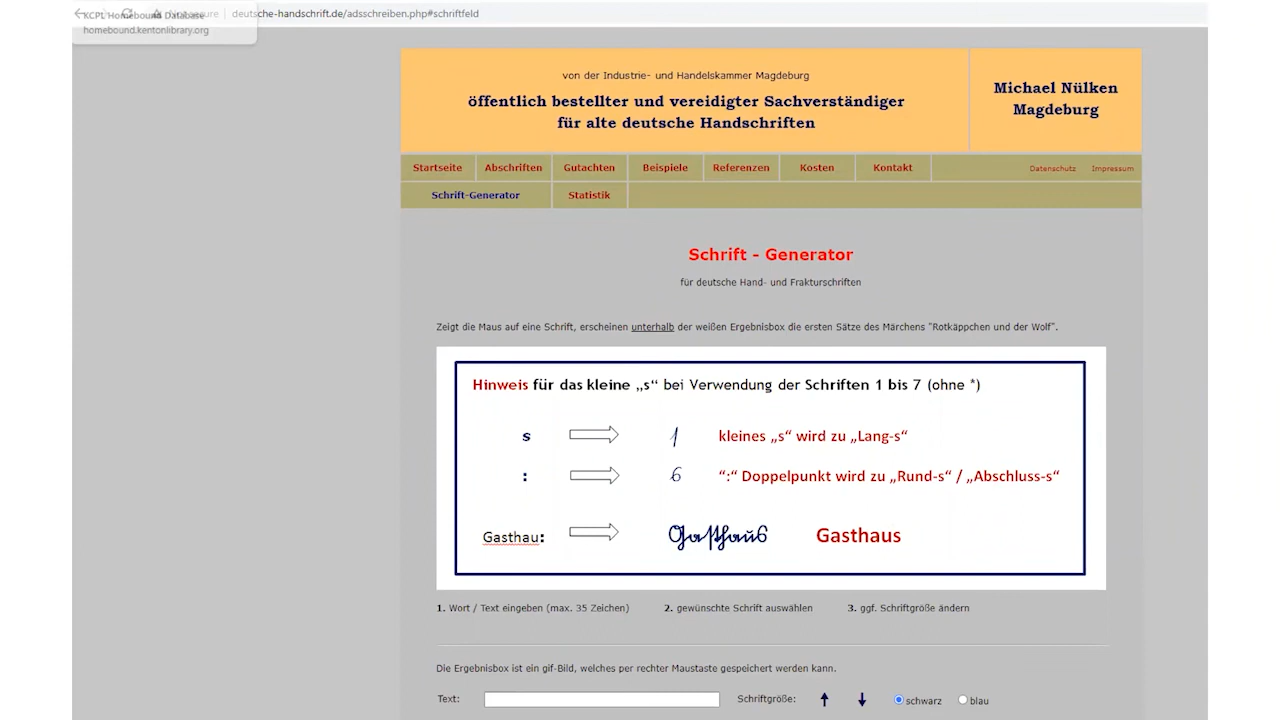 KCPL Homebound Database
homebound.kentonlibrary.org
deutsche-handschrift.de/adsschreiben.php#schriftfeld
von der Industrie- und Handelskammer Magdeburg
öffentlich bestellter und vereidigter Sachverständiger
für alte deutsche Handschriften
Michael Nülken
Magdeburg
Startseite Abschriften Gutachten Beispiele Referenzen Kosten Kontakt Datenschutz Impressum
Schrift-Generator Statistik
Schrift - Generator
für deutsche Hand- und Frakturschriften
Zeigt die Maus auf eine Schrift, erscheinen unterhalb der weißen Ergebnisbox die ersten Sätze des Märchens "Rotkäppchen und der Wolf".
Hinweis für das kleine „s“ bei Verwendung der Schriften 1 bis 7 (ohne *)
s ſ kleines „s“ wird zu „Lang-s“
: s “:“ Doppelpunkt wird zu „Rund-s“ / „Abschluss-s“
Gasthau: Gaſthaus Gasthaus
1. Wort / Text eingeben (max. 35 Zeichen) 2. gewünschte Schrift auswählen 3. ggf. Schriftgröße ändern
Die Ergebnisbox ist ein gif-Bild, welches per rechter Maustaste gespeichert werden kann.
Text: Schriftgröße: schwarz blau